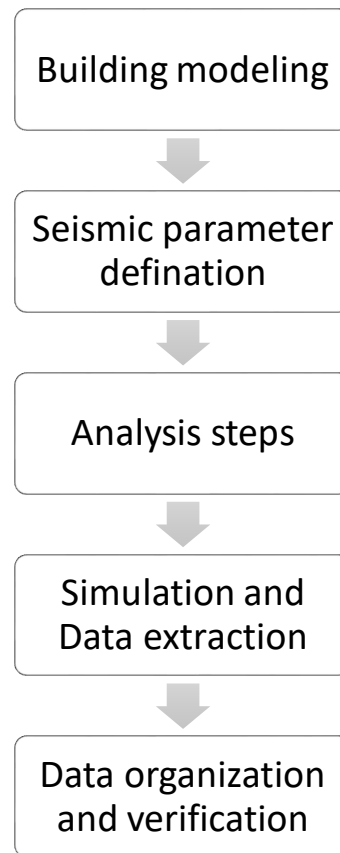 Building modeling
Seismic parameter
defination
Analysis steps
Simulation and
Data extraction
Data organization
and verification